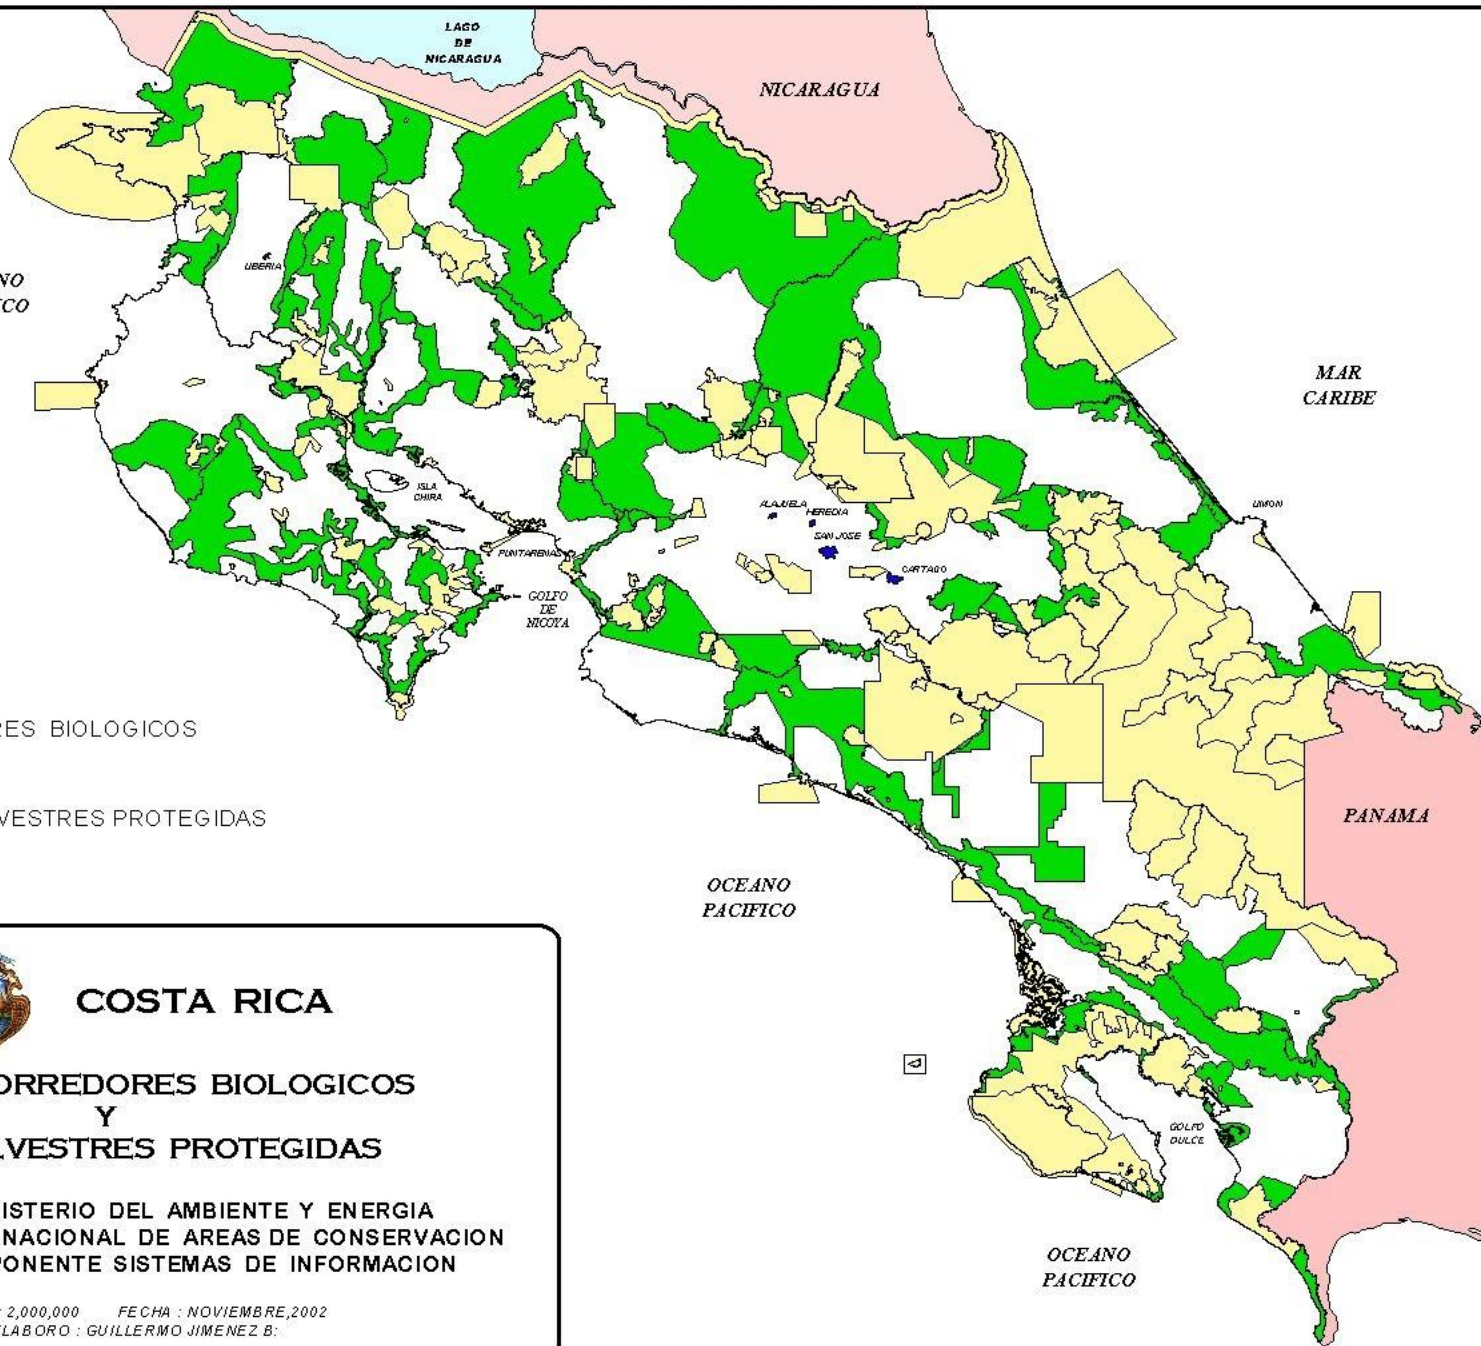 LAGO
DE
NICARAGUA
NICARAGUA
NO
CO
LIBERIA
MAR
CARIBE
ISLA
CHIRA
ALAJUELA
HEREDIA
SAN JOSE
CARTAGO
LIMON
PUNTARENAS
GOLFO
DE
NICOYA
RES BIOLOGICOS
VESTRES PROTEGIDAS
PANAMA
OCEANO
PACIFICO
GOLFO
DULCE
OCEANO
PACIFICO
COSTA RICA
ORREDORES BIOLOGICOS
Y
LVESTRES PROTEGIDAS
ISTERIO DEL AMBIENTE Y ENERGIA
NACIONAL DE AREAS DE CONSERVACION
PONENTE SISTEMAS DE INFORMACION
: 2,000,000 FECHA : NOVIEMBRE,2002
LABORO : GUILLERMO JIMENEZ B: